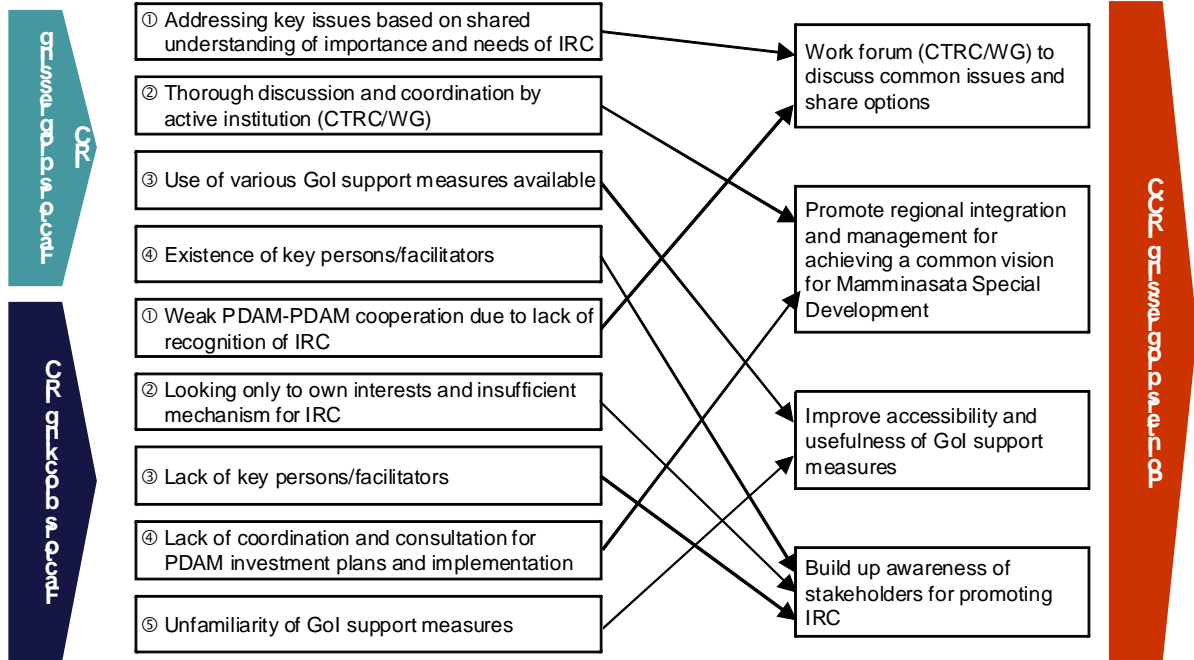 ① Addressing key issues based on shared
understanding of importance and needs of IRC
② Thorough discussion and coordination by
active institution (CTRC/WG)
③ Use of various GoI support measures available
④ Existence of key persons/facilitators
① Weak PDAM-PDAM cooperation due to lack of
recognition of IRC
② Looking only to own interests and insufficient
mechanism for IRC
③ Lack of key persons/facilitators
④ Lack of coordination and consultation for
PDAM investment plans and implementation
⑤ Unfamiliarity of GoI support measures
Work forum (CTRC/WG) to
discuss common issues and
share options
Promote regional integration
and management for
achieving a common vision
for Mamminasata Special
Development
Improve accessibility and
usefulness of GoI support
measures
Build up awareness of
stakeholders for promoting
IRC